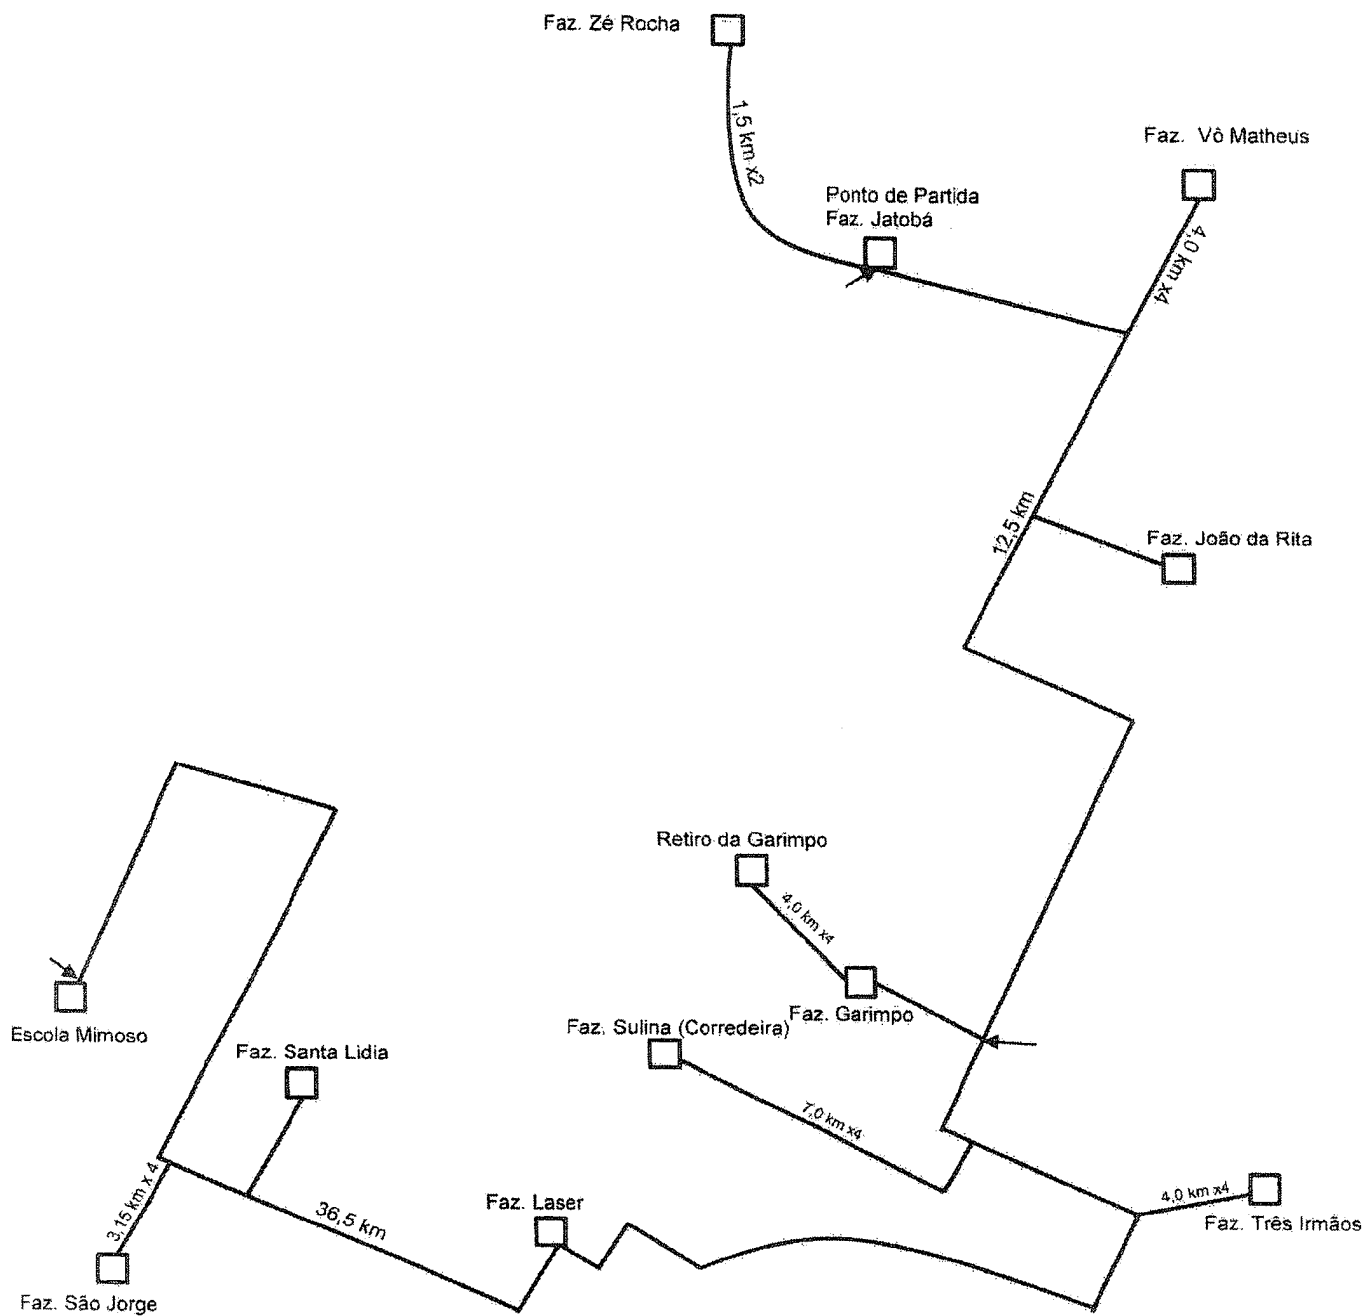 Faz. Zé Rocha
1,5 km x2
Faz. Vô Matheus
Ponto de Partida
Faz. Jatobá
4,0 km x4
12,5 km
Faz. João da Rita
Retiro da Garimpo
4,0 km x4
Faz. Garimpo
Faz. Sulina (Corredeira)
7,0 km x4
Escola Mimoso
Faz. Santa Lidia
3,15 km x 4
36,5 km
Faz. Laser
4,0 km x4
Faz. Três Irmãos
Faz. São Jorge